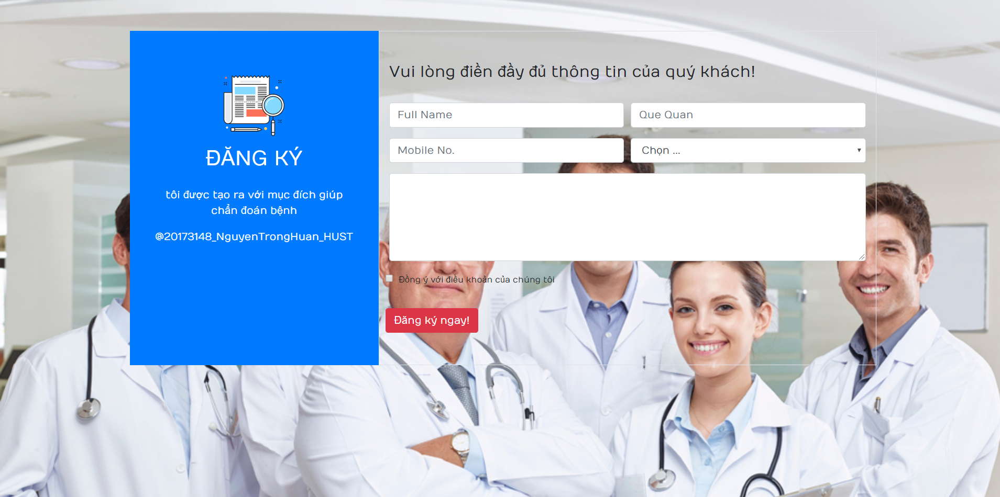 ĐĂNG KÝ
tôi được tạo ra với mục đích giúp
chẩn đoán bệnh
@20173148_NguyenTrongHuan_HUST
Vui lòng điền đầy đủ thông tin của quý khách!
Full Name
Que Quan
Mobile No.
Chọn ...
Đồng ý với điều khoản của chúng tôi
Đăng ký ngay!